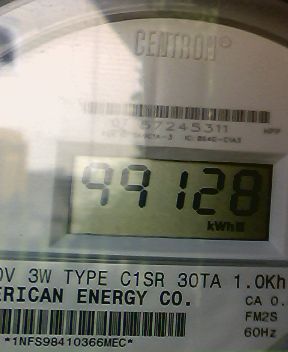 CENTRON®
57245311
99128
kWh
0V 3W TYPE C1SR 30TA 1.0Kh
ERICAN ENERGY CO.
CA 0.
FM2S
60Hz
*1NFS98410366MEC*